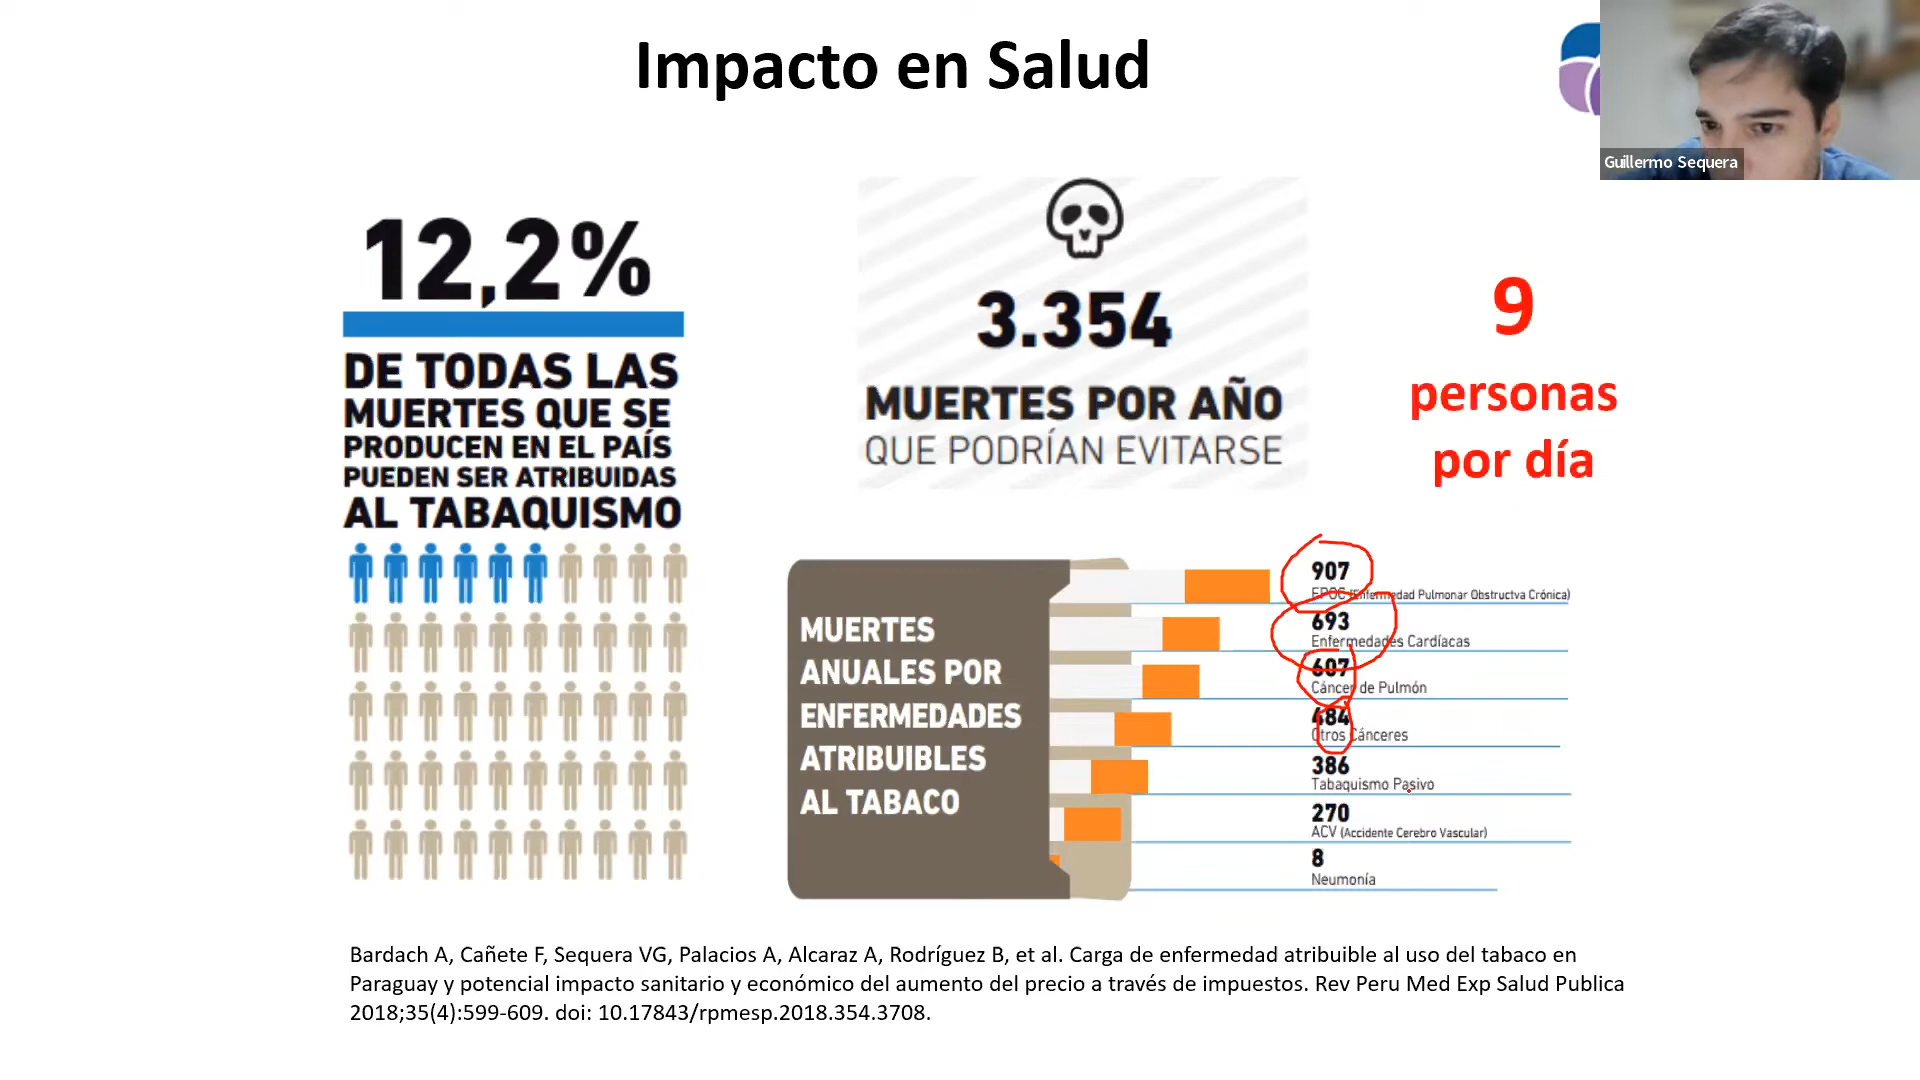 Impacto en Salud
Guillermo Sequera
12,2%
DE TODAS LAS
MUERTES QUE SE
PRODUCEN EN EL PAÍS
PUEDEN SER ATRIBUIDAS
AL TABAQUISMO
3.354
MUERTES POR AÑO
QUE PODRÍAN EVITARSE
9
personas
por día
MUERTES
ANUALES POR
ENFERMEDADES
ATRIBUIBLES
AL TABACO
907
EPOC (Enfermedad Pulmonar Obstructva Crónica)
693
Enfermedades Cardíacas
607
Cáncer de Pulmón
484
Otros Cánceres
386
Tabaquismo Pasivo
270
ACV (Accidente Cerebro Vascular)
8
Neumonía
Bardach A, Cañete F, Sequera VG, Palacios A, Alcaraz A, Rodríguez B, et al. Carga de enfermedad atribuible al uso del tabaco en
Paraguay y potencial impacto sanitario y económico del aumento del precio a través de impuestos. Rev Peru Med Exp Salud Publica
2018;35(4):599-609. doi: 10.17843/rpmesp.2018.354.3708.